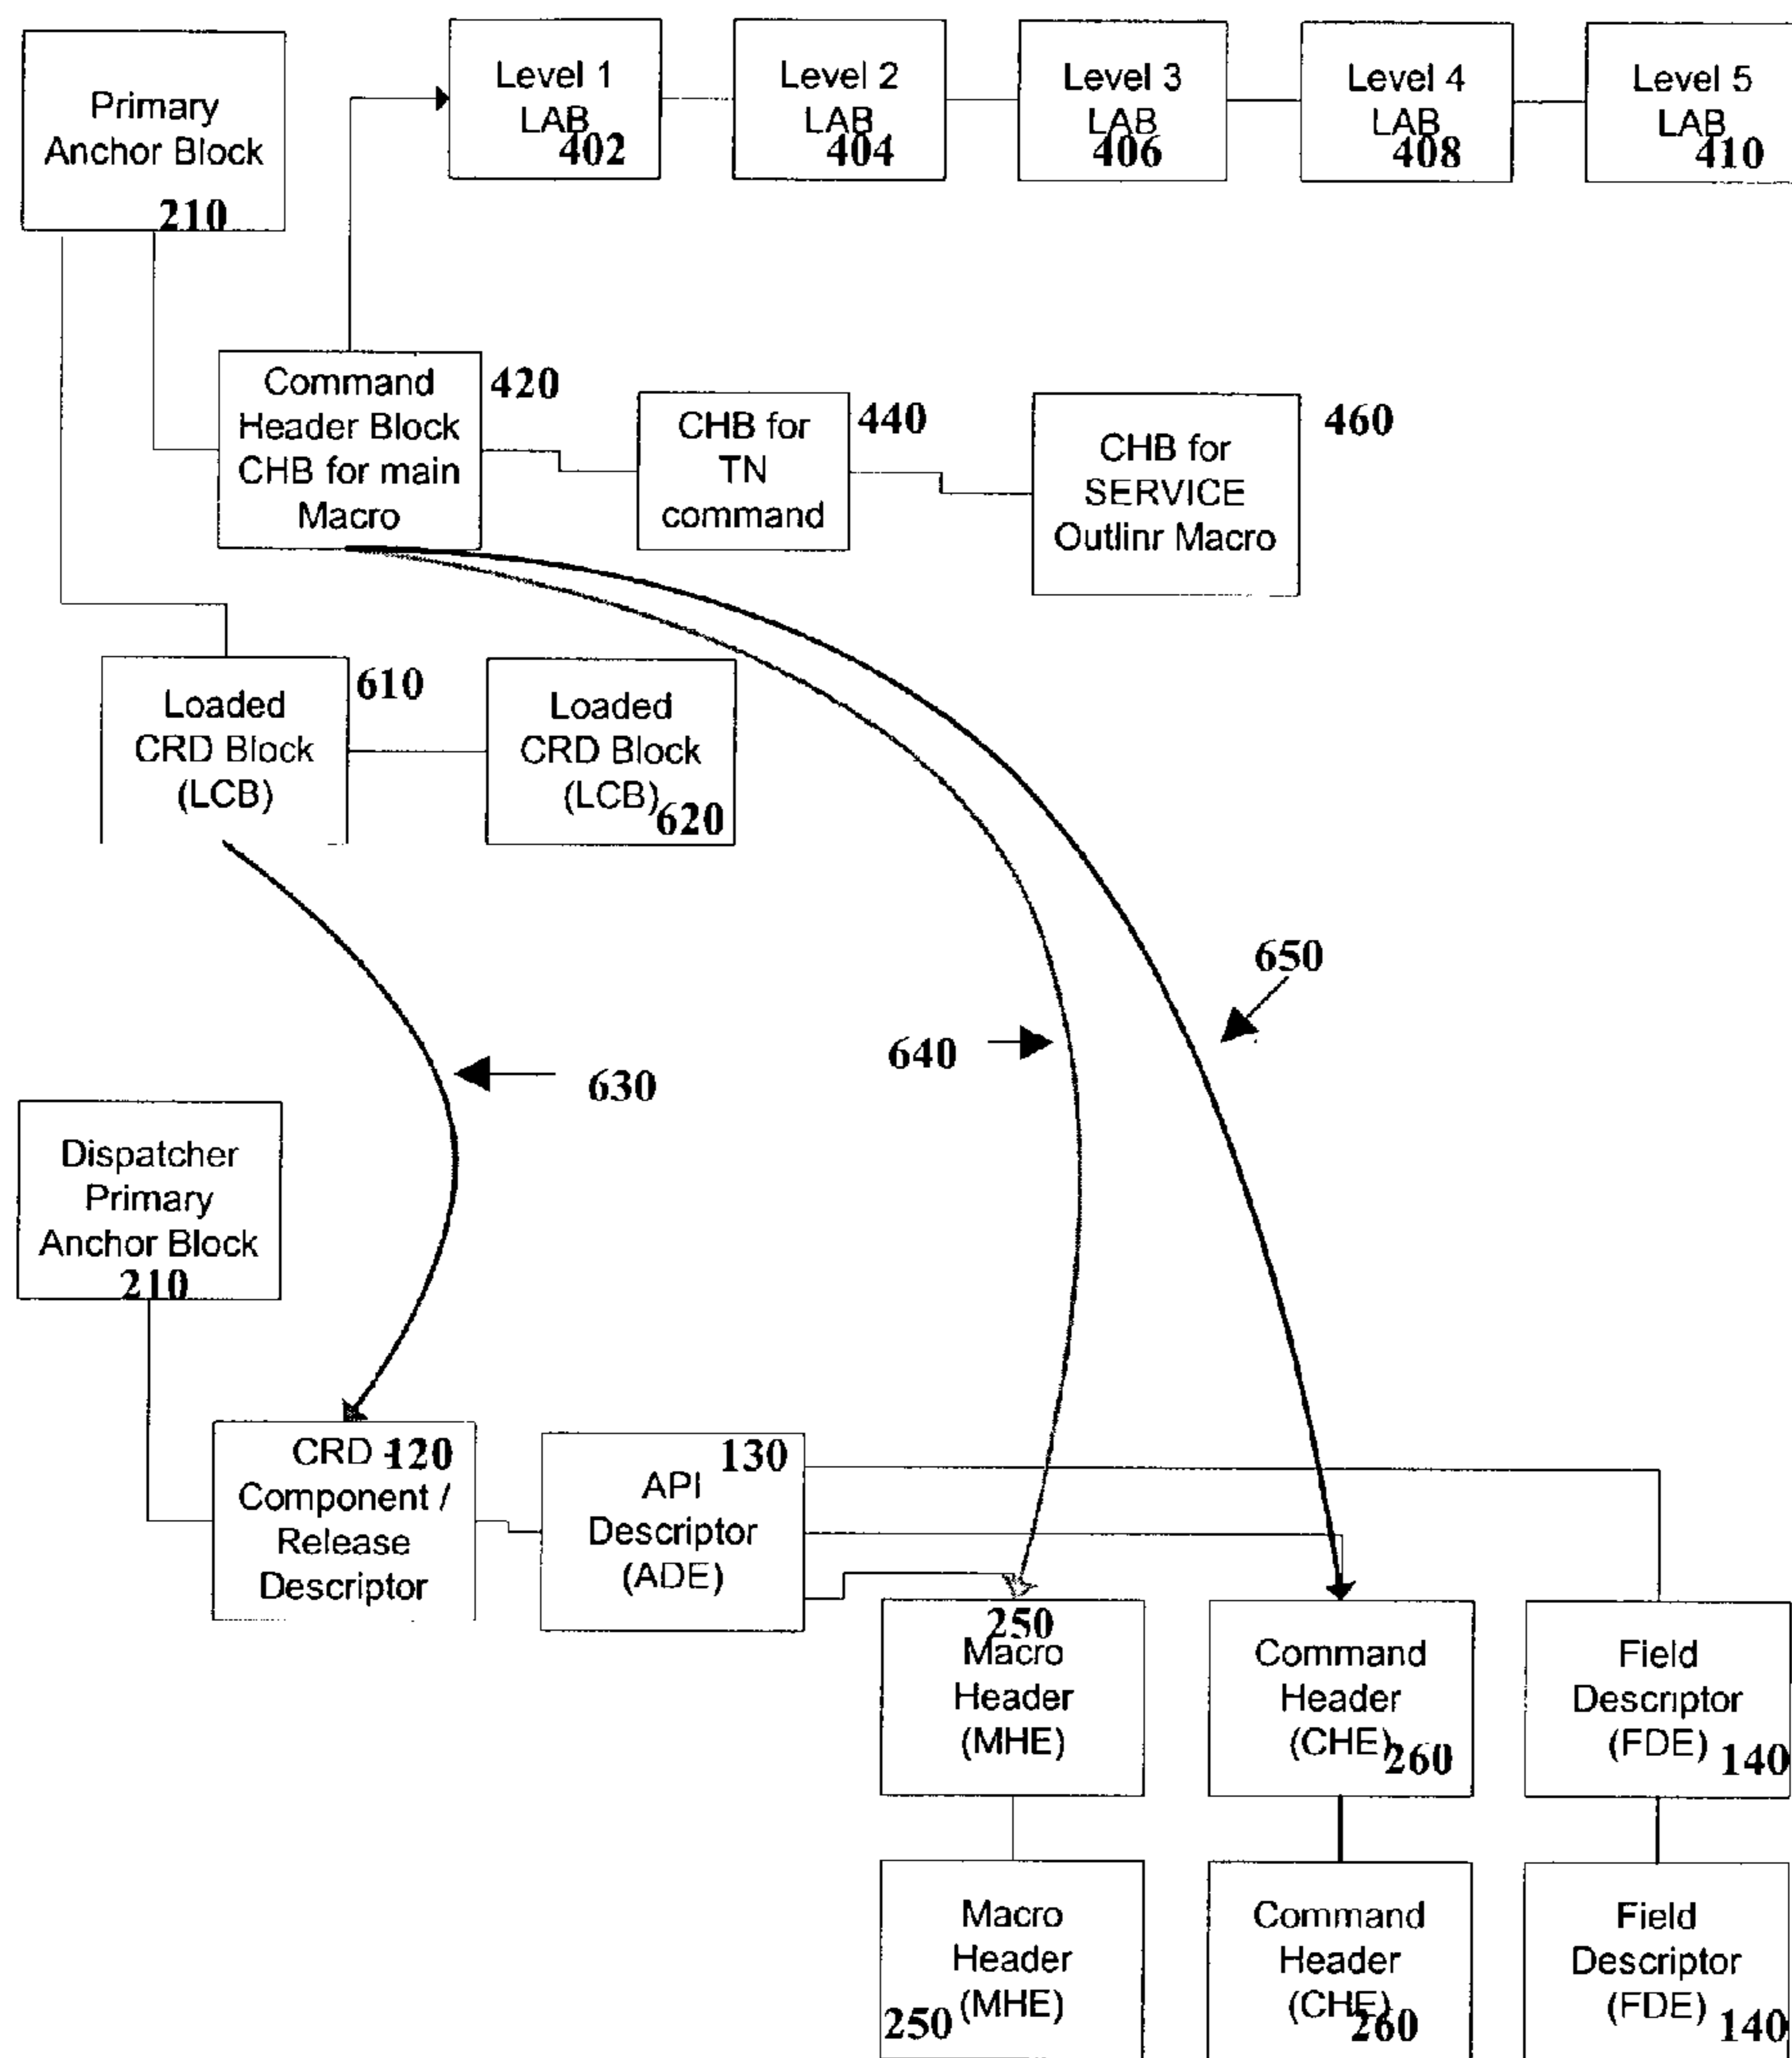 Primary
Anchor Block
210
Level 1
LAB
402
Level 2
LAB
404
Level 3
LAB
406
Level 4
LAB
408
Level 5
LAB
410
Command
Header Block
CHB for main
Macro
420
CHB for
TN
command
440
CHB for
SERVICE
Outlinr Macro
460
Loaded
CRD Block
(LCB)
610
Loaded
CRD Block
(LCB)
620
650
640
630
Dispatcher
Primary
Anchor Block
210
CRD - 120
Component /
Release
Descriptor
130
API
Descriptor
(ADE)
250
Macro
Header
(MHE)
Command
Header
(CHE)
260
Field
Descriptor
(FDE) 140
Macro
Header
250 (MHE)
Command
Header
(CHE)
260
Field
Descriptor
(FDE) 140